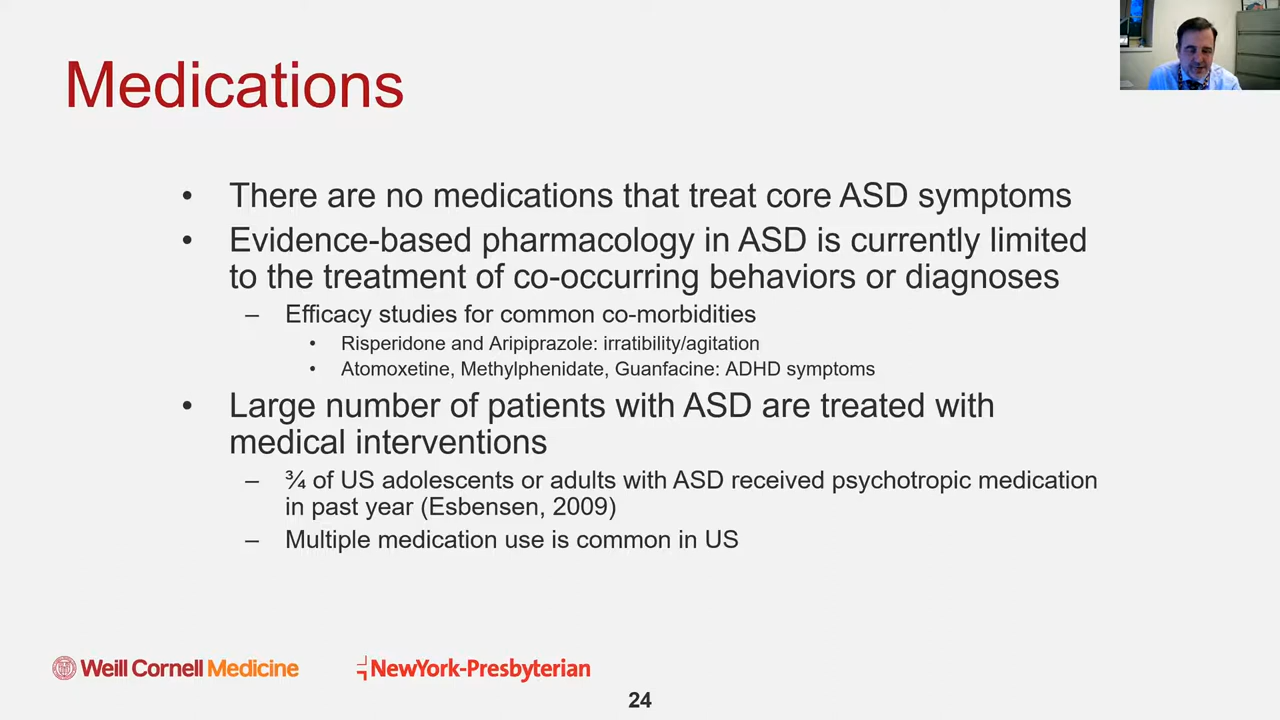 Medications
• There are no medications that treat core ASD symptoms
• Evidence-based pharmacology in ASD is currently limited
to the treatment of co-occurring behaviors or diagnoses
– Efficacy studies for common co-morbidities
• Risperidone and Aripiprazole: irratibility/agitation
• Atomoxetine, Methylphenidate, Guanfacine: ADHD symptoms
• Large number of patients with ASD are treated with
medical interventions
– ¾ of US adolescents or adults with ASD received psychotropic medication
in past year (Esbensen, 2009)
– Multiple medication use is common in US
Weill Cornell Medicine
NewYork-Presbyterian
24